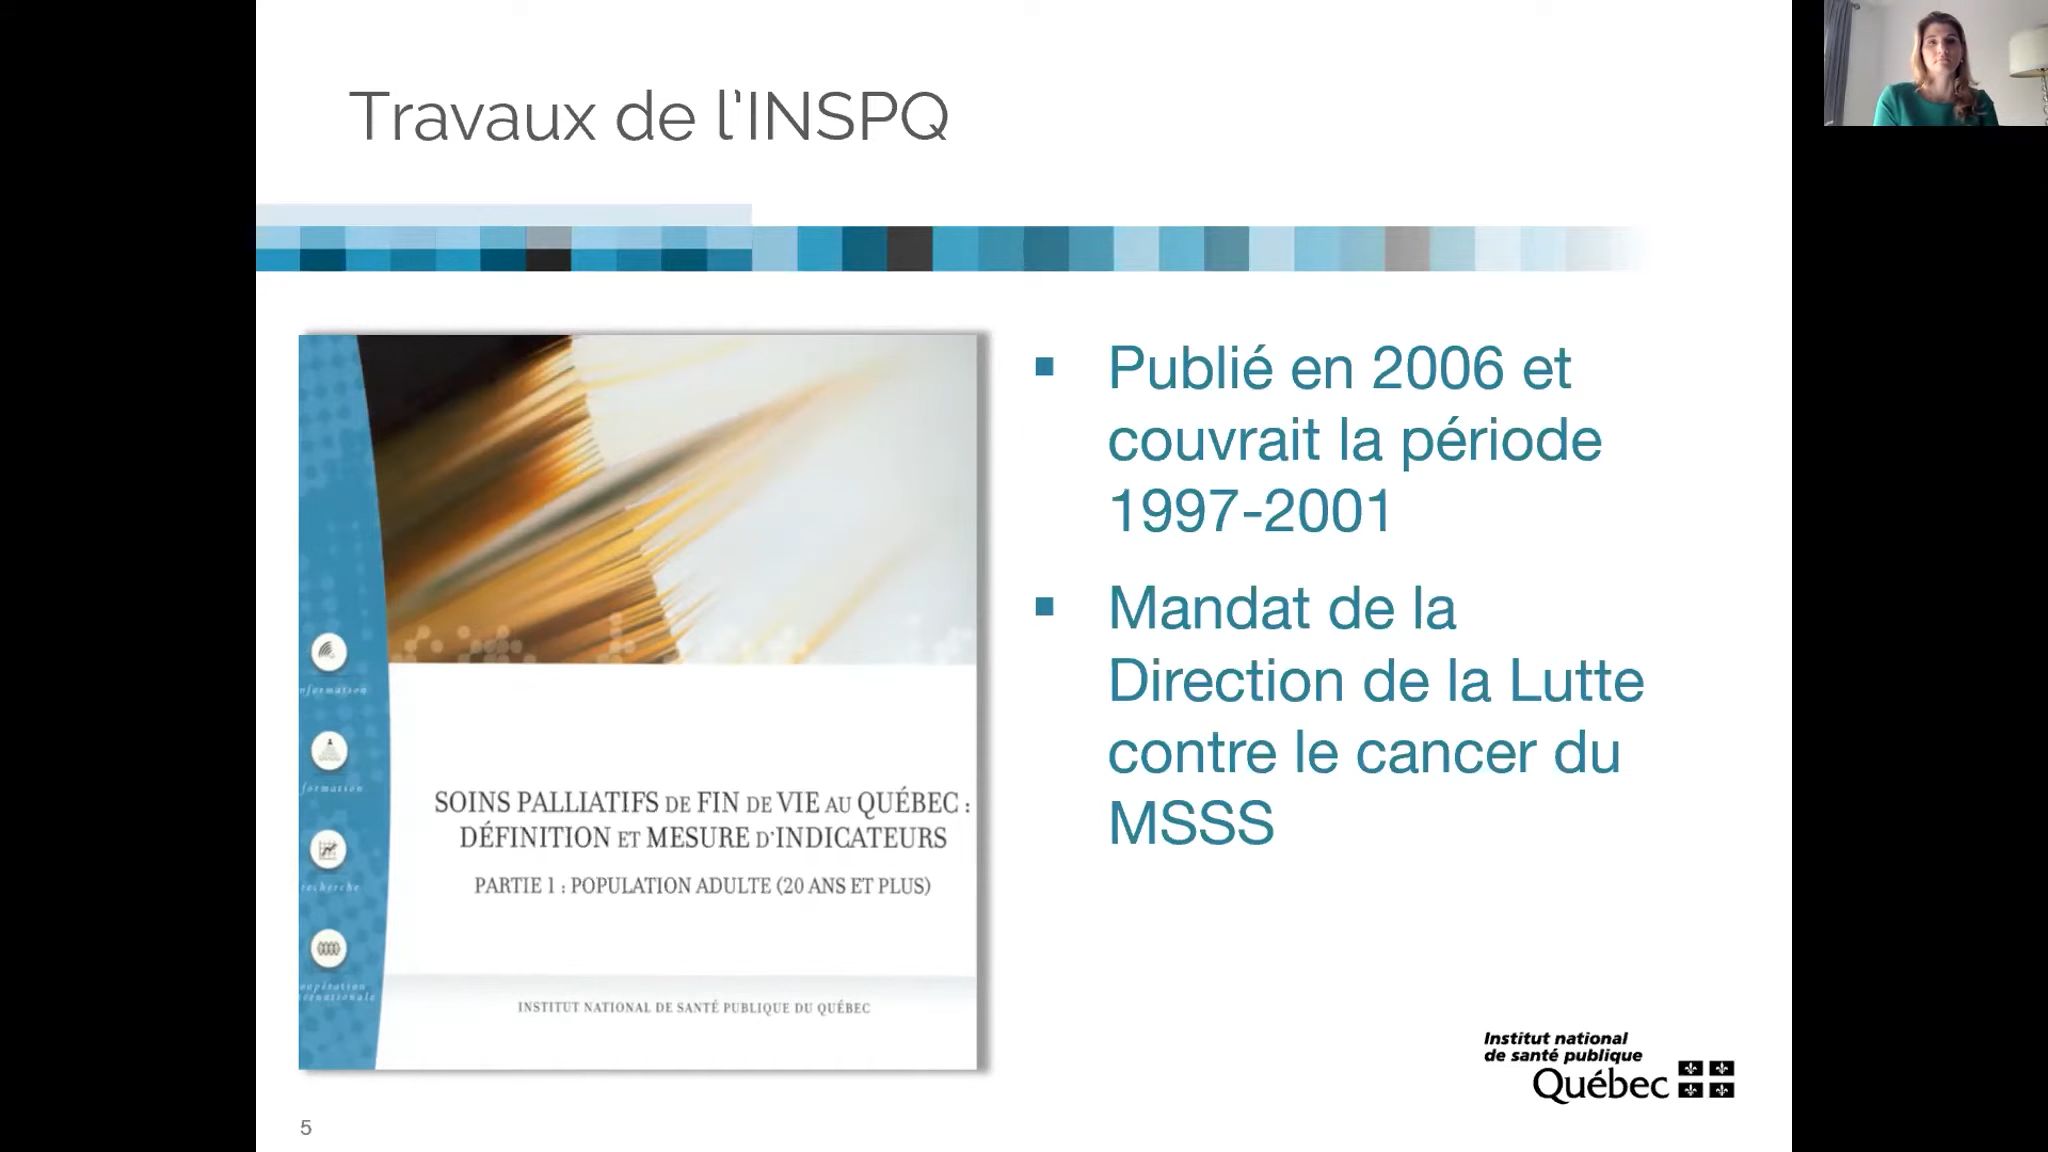 Travaux de l'INSPQ
nformation
formation
recherche
oopération
ternationale
SOINS PALLIATIFS DE FIN DE VIE AU QUÉBEC :
DÉFINITION ET MESURE D'INDICATEURS
PARTIE 1 : POPULATION ADULTE (20 ANS ET PLUS)
INSTITUT NATIONAL DE SANTÉ PUBLIQUE DU QUÉBEC
▪ Publié en 2006 et
couvrait la période
1997-2001
▪ Mandat de la
Direction de la Lutte
contre le cancer du
MSSS
Institut national
de santé publique
Québec
5